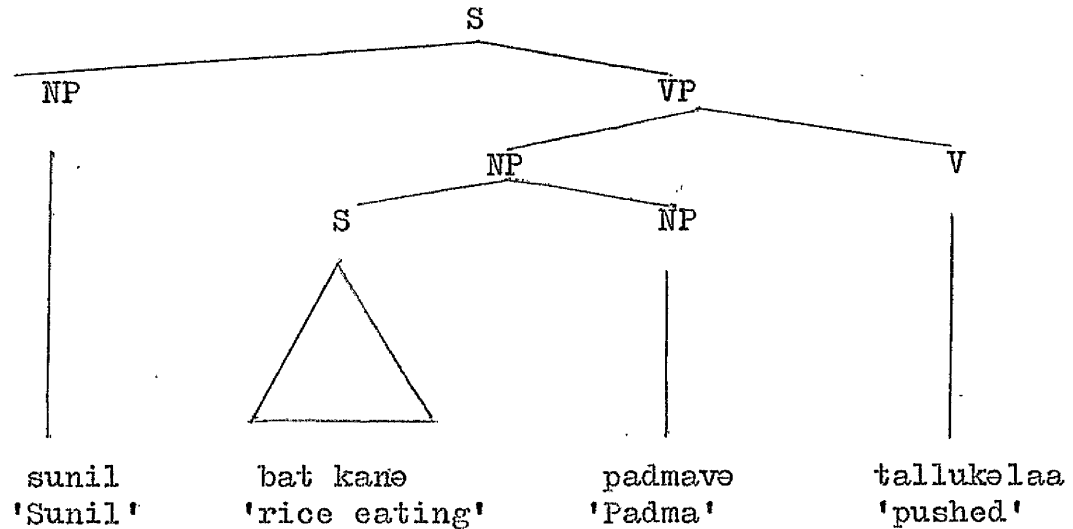 S
NP VP
NP V
S NP
sunil bat kanə padmavə tallukəlaa
'Sunil' 'rice eating' 'Padma' 'pushed'